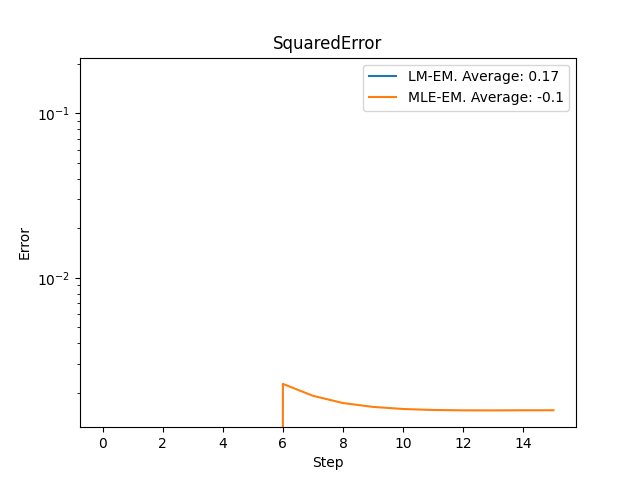 SquaredError
LM-EM. Average: 0.17
MLE-EM. Average: -0.1
10⁻¹
10⁻²
Error
0 2 4 6 8 10 12 14
Step